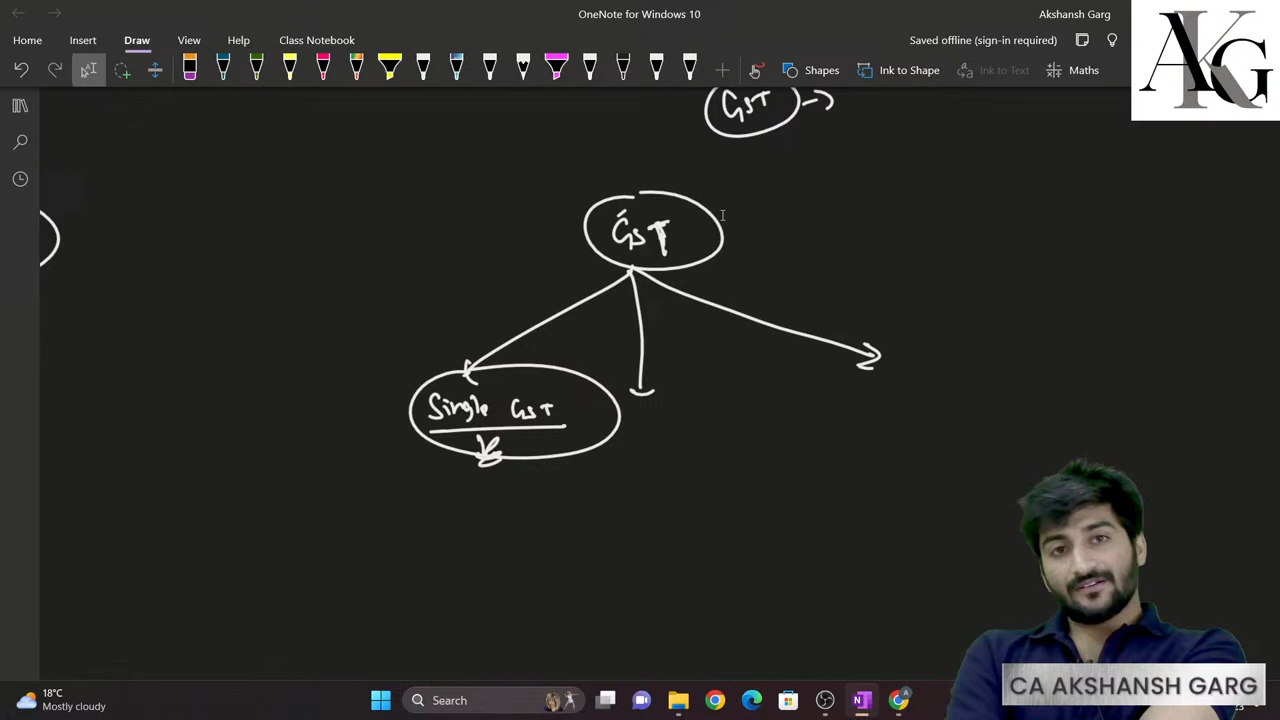 OneNote for Windows 10
Akshansh Garg
Home Insert Draw View Help Class Notebook
Saved offline (sign-in required)
Shapes Ink to Shape Ink to Text Maths
AKG
GST →
GST
Single GST
CA AKSHANSH GARG
18°C
Mostly cloudy
Search